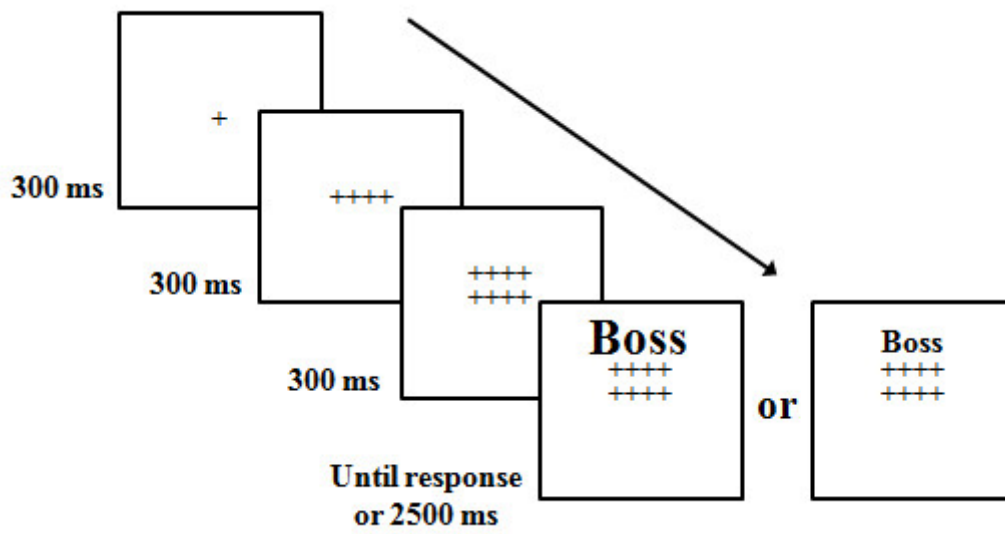 +
300 ms
++++
300 ms
++++
++++
300 ms
Boss
++++
++++
or
Boss
++++
++++
Until response
or 2500 ms